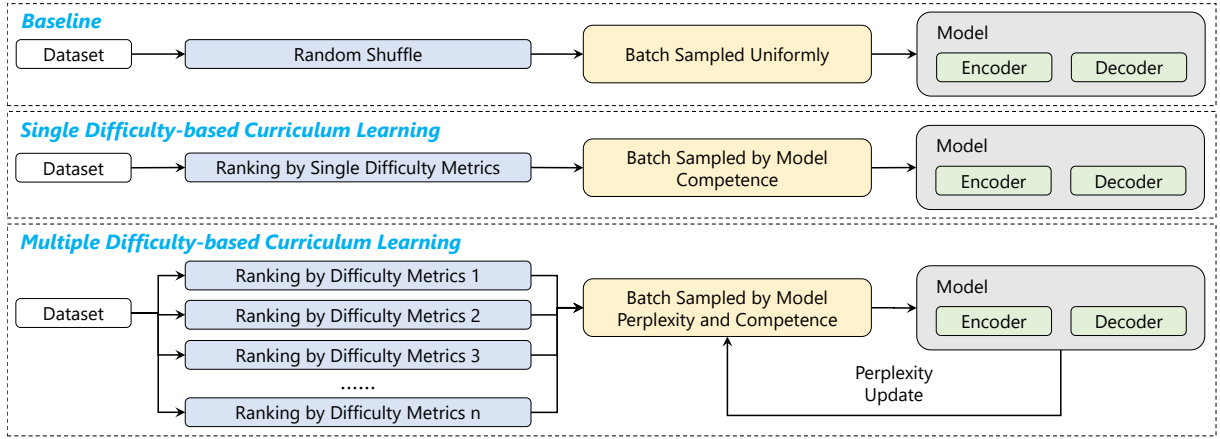 Baseline
Dataset
Random Shuffle
Batch Sampled Uniformly
Model
Encoder
Decoder
Single Difficulty-based Curriculum Learning
Dataset
Ranking by Single Difficulty Metrics
Batch Sampled by Model
Competence
Model
Encoder
Decoder
Multiple Difficulty-based Curriculum Learning
Dataset
Ranking by Difficulty Metrics 1
Ranking by Difficulty Metrics 2
Ranking by Difficulty Metrics 3
......
Ranking by Difficulty Metrics n
Batch Sampled by Model
Perplexity and Competence
Model
Encoder
Decoder
Perplexity
Update